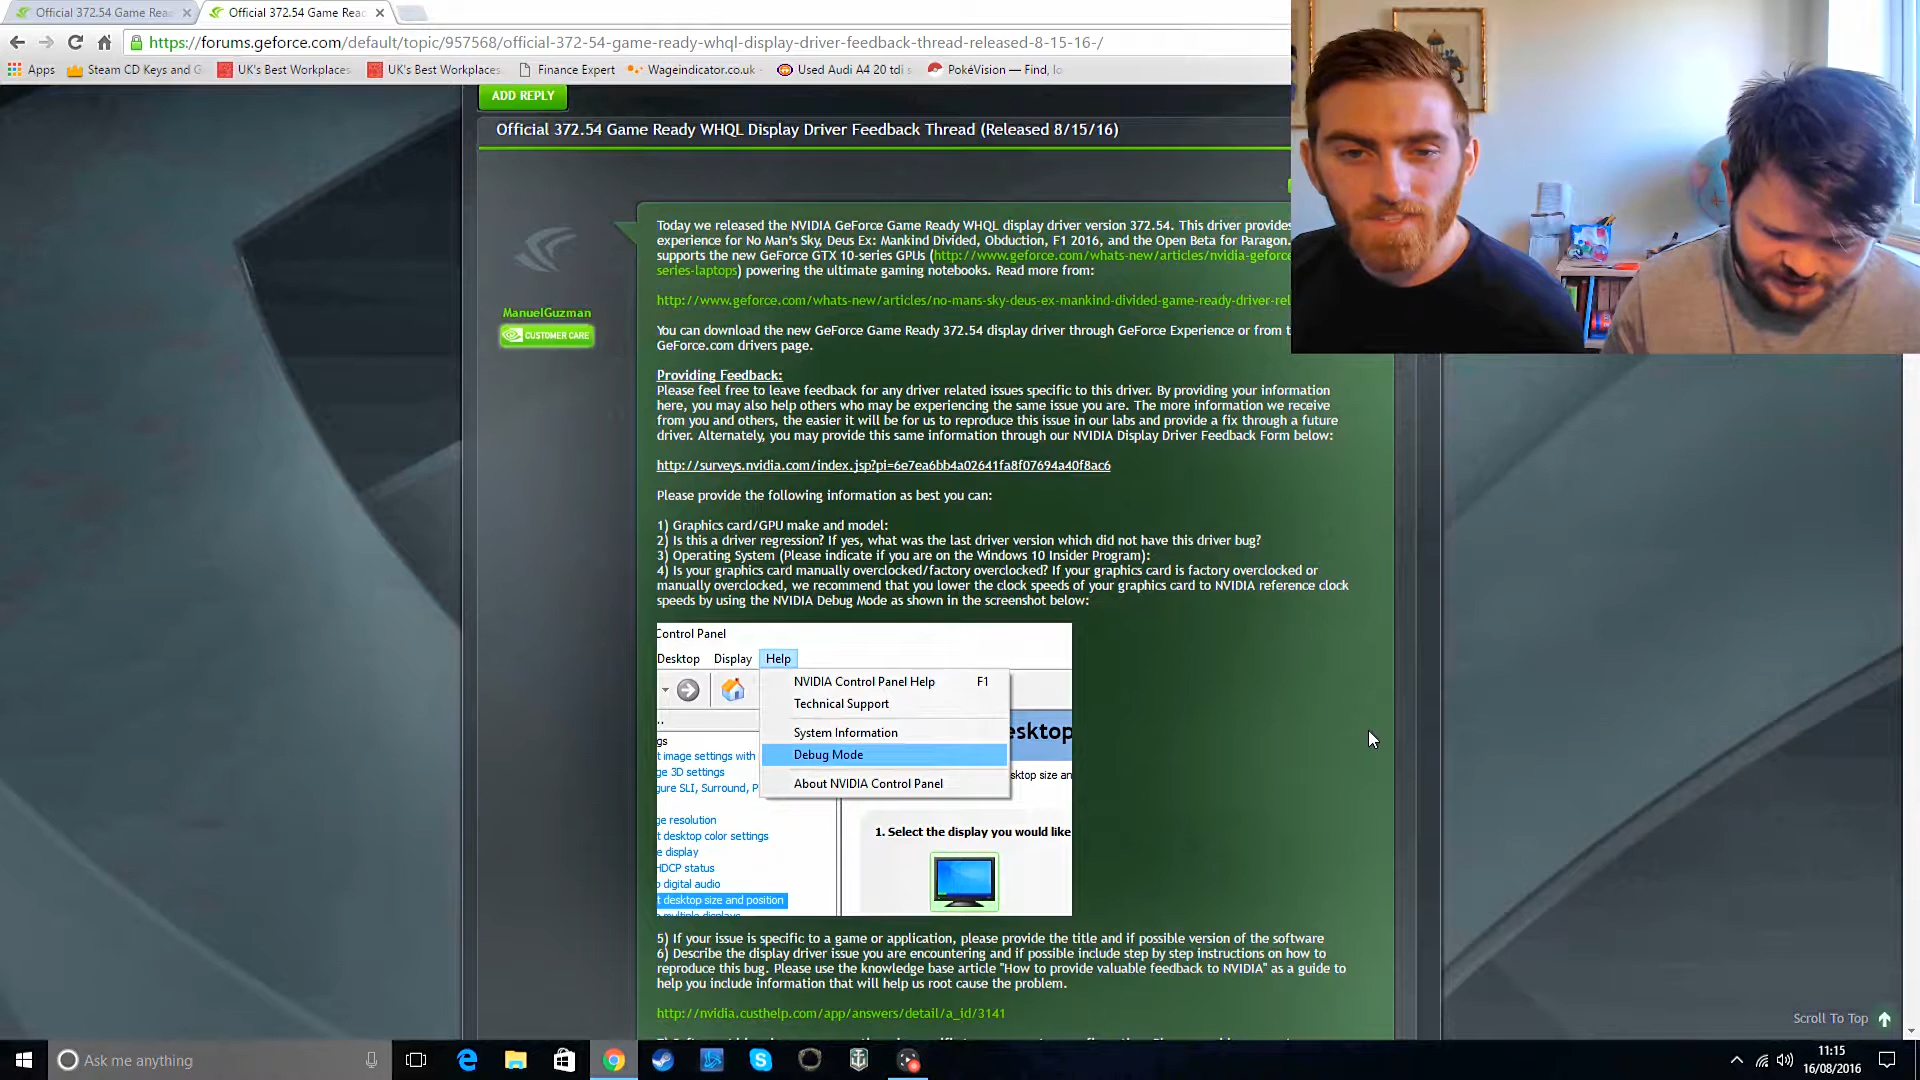 Official 372.54 Game Rea
Official 372.54 Game Rea
https://forums.geforce.com/default/topic/957568/official-372-54-game-ready-whql-display-driver-feedback-thread-released-8-15-16-/
Apps
Steam CD Keys and G
UK's Best Workplaces
UK's Best Workplaces
Finance Expert
Wageindicator.co.uk -
Used Audi A4 20 tdi s
PokéVision — Find, lo
ADD REPLY
Official 372.54 Game Ready WHQL Display Driver Feedback Thread (Released 8/15/16)
Today we released the NVIDIA GeForce Game Ready WHQL display driver version 372.54. This driver provides
experience for No Man's Sky, Deus Ex: Mankind Divided, Obduction, F1 2016, and the Open Beta for Paragon.
supports the new GeForce GTX 10-series GPUs (http://www.geforce.com/whats-new/articles/nvidia-geforce
series-laptops) powering the ultimate gaming notebooks. Read more from:
ManuelGuzman
CUSTOMER CARE
http://www.geforce.com/whats-new/articles/no-mans-sky-deus-ex-mankind-divided-game-ready-driver-rel
You can download the new GeForce Game Ready 372.54 display driver through GeForce Experience or from t
GeForce.com drivers page.
Providing Feedback:
Please feel free to leave feedback for any driver related issues specific to this driver. By providing your information
here, you may also help others who may be experiencing the same issue you are. The more information we receive
from you and others, the easier it will be for us to reproduce this issue in our labs and provide a fix through a future
driver. Alternately, you may provide this same information through our NVIDIA Display Driver Feedback Form below:
http://surveys.nvidia.com/index.jsp?pi=6e7ea6bb4a02641fa8f07694a40f8ac6
Please provide the following information as best you can:
1) Graphics card/GPU make and model:
2) Is this a driver regression? If yes, what was the last driver version which did not have this driver bug?
3) Operating System (Please indicate if you are on the Windows 10 Insider Program):
4) Is your graphics card manually overclocked/factory overclocked? If your graphics card is factory overclocked or
manually overclocked, we recommend that you lower the clock speeds of your graphics card to NVIDIA reference clock
speeds by using the NVIDIA Debug Mode as shown in the screenshot below:
Control Panel
Desktop Display Help
NVIDIA Control Panel Help F1
Technical Support
System Information
Debug Mode
About NVIDIA Control Panel
..
gs
t image settings with
ge 3D settings
gure SLI, Surround, P
ge resolution
t desktop color settings
e display
HDCP status
o digital audio
t desktop size and position
esktop
sktop size an
1. Select the display you would like
5) If your issue is specific to a game or application, please provide the title and if possible version of the software
6) Describe the display driver issue you are encountering and if possible include step by step instructions on how to
reproduce this bug. Please use the knowledge base article "How to provide valuable feedback to NVIDIA" as a guide to
help you include information that will help us root cause the problem.
http://nvidia.custhelp.com/app/answers/detail/a_id/3141
Scroll To Top
Ask me anything
11:15
16/08/2016